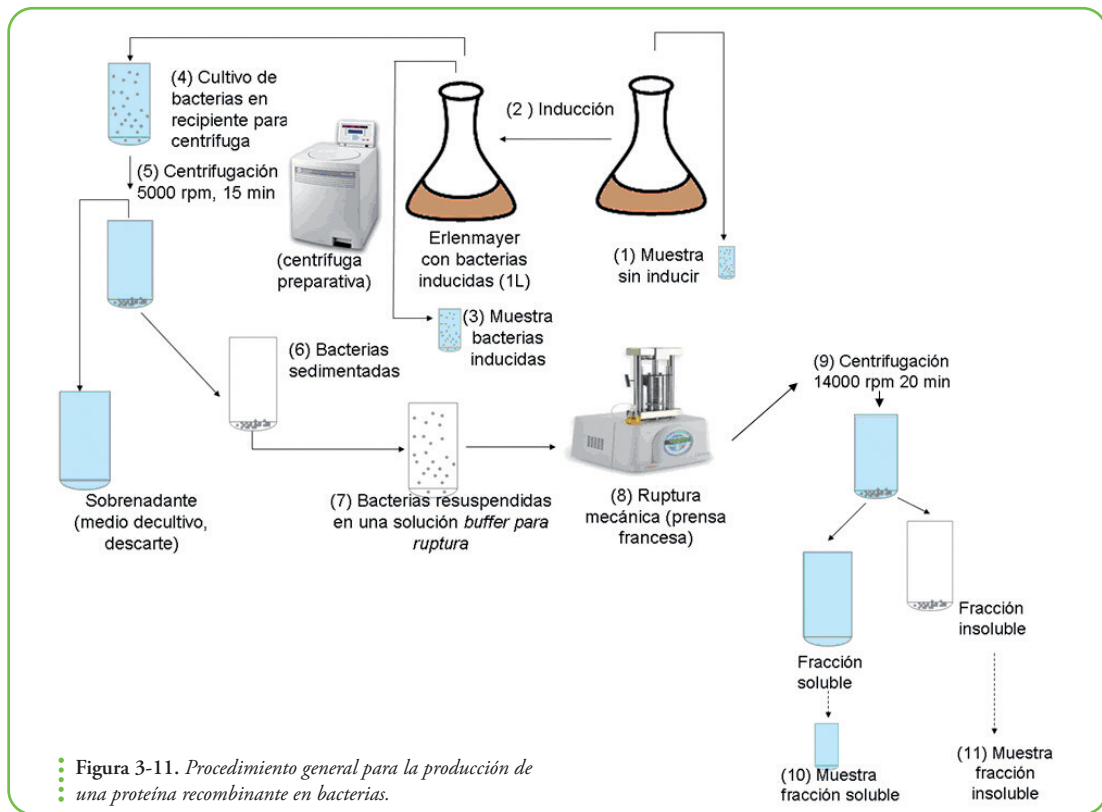 (4) Cultivo de
bacterias en
recipiente para
centrífuga
(5) Centrifugación
5000 rpm, 15 min
(centrífuga
preparativa)
(2 ) Inducción
Erlenmayer
con bacterias
inducidas (1L)
(1) Muestra
sin inducir
(3) Muestra
bacterias
inducidas
(6) Bacterias
sedimentadas
Sobrenadante
(medio decultivo,
descarte)
(7) Bacterias resuspendidas
en una solución buffer para
ruptura
(8) Ruptura
mecánica (prensa
francesa)
(9) Centrifugación
14000 rpm 20 min
Fracción
soluble
Fracción
insoluble
(10) Muestra
fracción soluble
(11) Muestra
fracción
insoluble
Figura 3-11. Procedimiento general para la producción de
una proteína recombinante en bacterias.